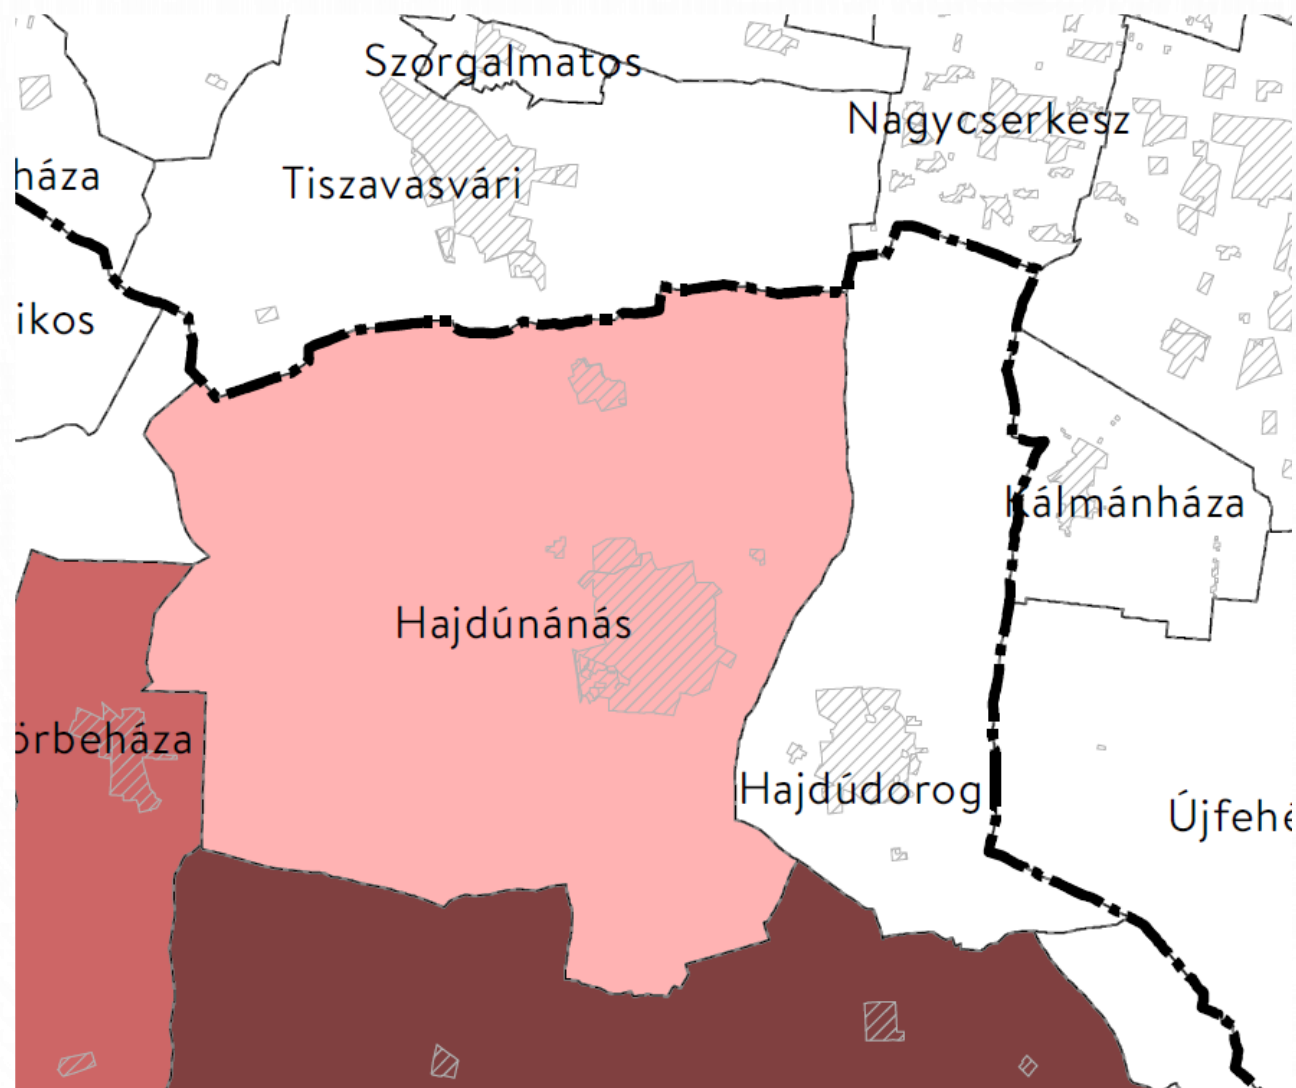 Szorgalmatos
Nagycserkesz
háza
Tiszavasvári
ikos
Kálmánháza
Hajdúnánás
örbeháza
Hajdúdorog
Újfehé